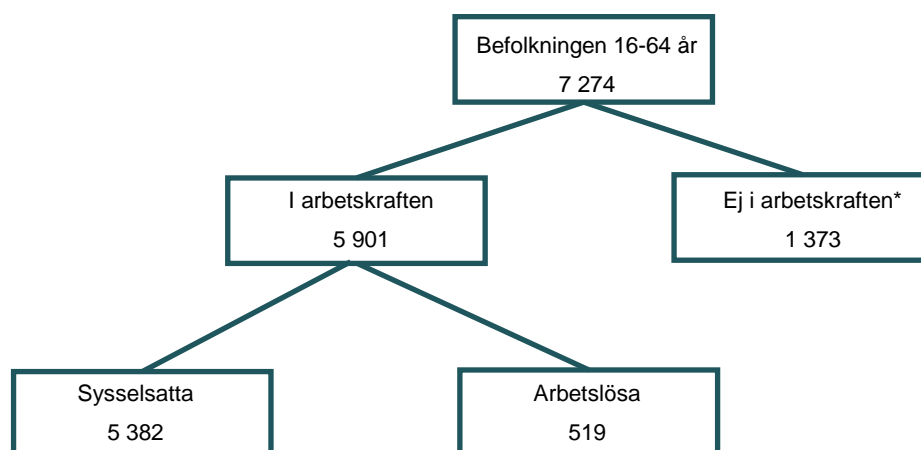 Befolkningen 16-64 år
7 274
I arbetskraften
5 901
Ej i arbetskraften*
1 373
Sysselsatta
5 382
Arbetslösa
519